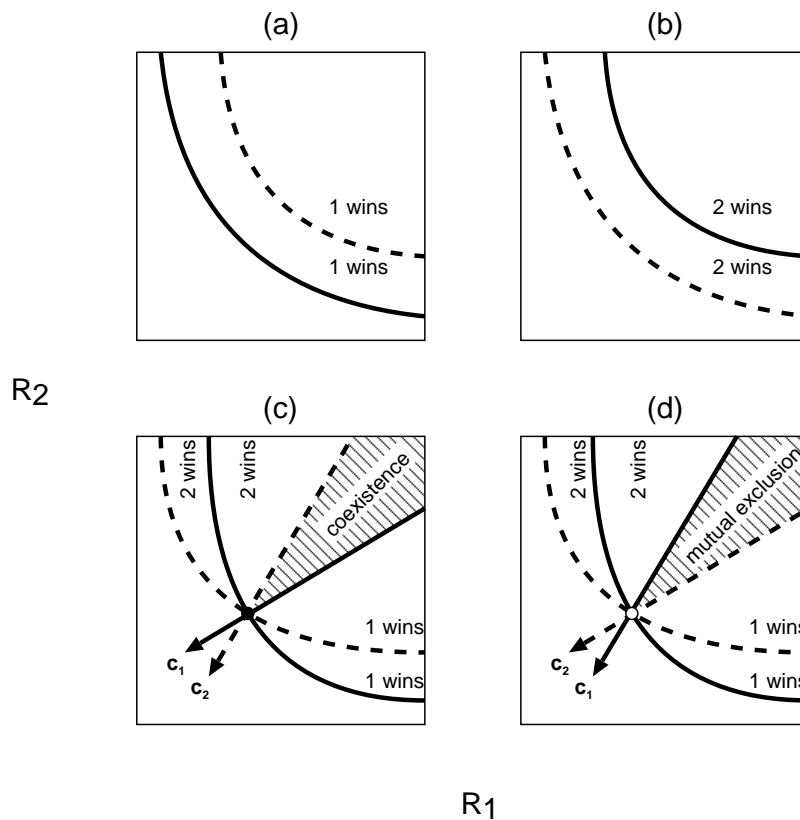 (a)
(b)
1 wins
1 wins
2 wins
2 wins
R2
(c)
(d)
2 wins
2 wins
coexistence
1 wins
1 wins
c1
c2
2 wins
2 wins
mutual exclusion
1 wins
1 wins
c2
c1
R1